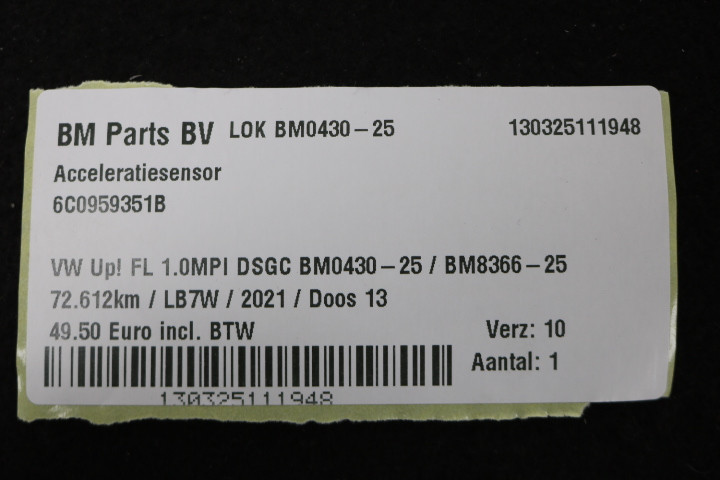 BM Parts BV LOK BM0430-25 130325111948
Acceleratiesensor
6C0959351B
VW Up! FL 1.0MPI DSGC BM0430-25 / BM8366-25
72.612km / LB7W / 2021 / Doos 13
49.50 Euro incl. BTW Verz: 10
Aantal: 1
130325111948